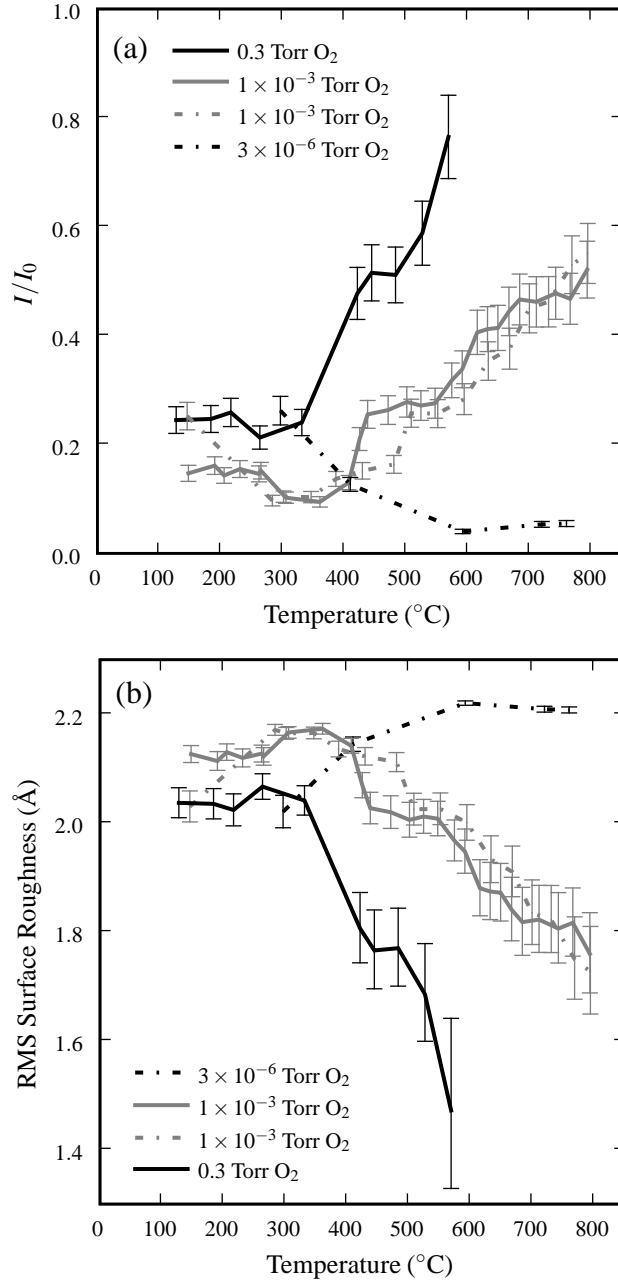 (a)
0.3 Torr O₂
1 × 10⁻³ Torr O₂
1 × 10⁻³ Torr O₂
3 × 10⁻⁶ Torr O₂
1.0
0.8
0.6
0.4
0.2
0.0
I/I₀
0 100 200 300 400 500 600 700 800
Temperature (°C)
(b)
2.2
2.0
1.8
1.6
1.4
RMS Surface Roughness (Å)
3 × 10⁻⁶ Torr O₂
1 × 10⁻³ Torr O₂
1 × 10⁻³ Torr O₂
0.3 Torr O₂
0 100 200 300 400 500 600 700 800
Temperature (°C)